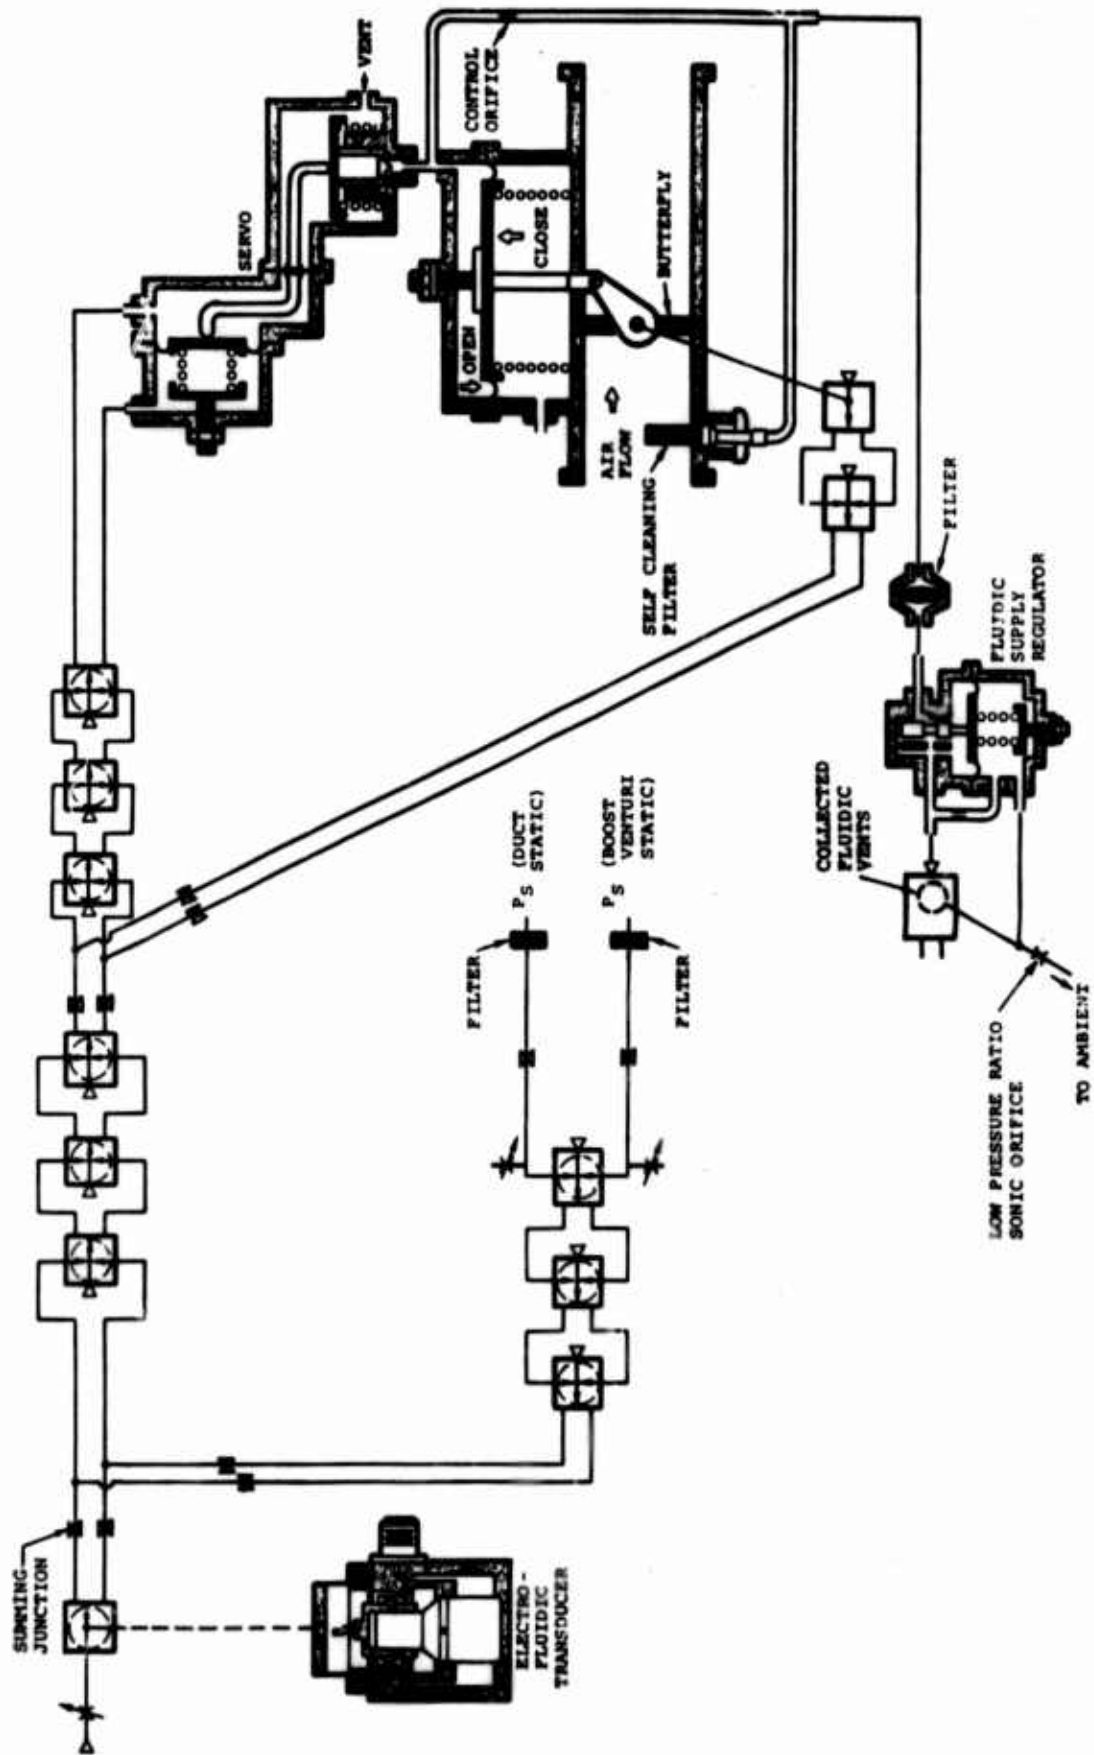 VENT
SERVO
CONTROL
ORIFICE
OPEN
CLOSE
BUTTERFLY
AIR
FLOW
SELF CLEANING
FILTER
FILTER
FLUIDIC
SUPPLY
REGULATOR
COLLECTED
FLUIDIC
VENTS
PS (DUCT
STATIC)
PS (BOOST
VENTURI
STATIC)
FILTER
FILTER
LOW PRESSURE RATIO
SONIC ORIFICE
TO AMBIENT
SUMMING
JUNCTION
ELECTRO-
FLUIDIC
TRANSDUCER